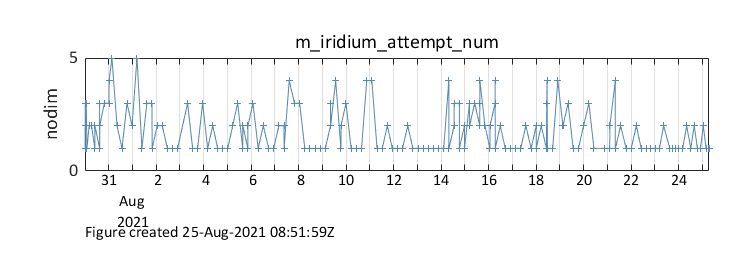 m_iridium_attempt_num
5
nodim
0
31 2 4 6 8 10 12 14 16 18 20 22 24
Aug
2021
Figure created 25-Aug-2021 08:51:59Z